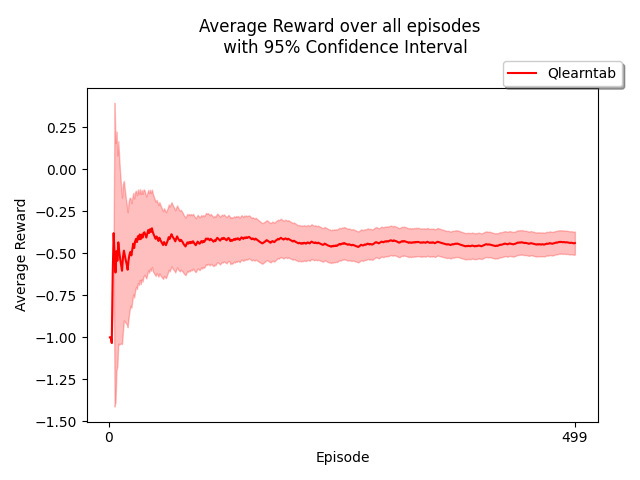 Average Reward over all episodes
with 95% Confidence Interval
Qlearntab
0.25
0.00
−0.25
−0.50
−0.75
−1.00
−1.25
−1.50
Average Reward
0
499
Episode